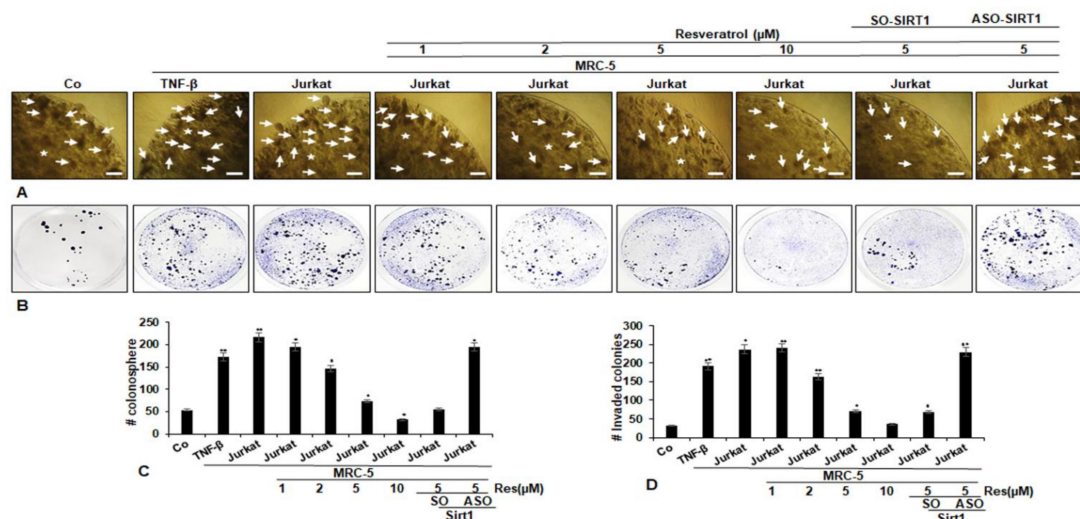 SO-SIRT1 ASO-SIRT1
Resveratrol (µM)
1 2 5 10 5 5
MRC-5
Co TNF-β Jurkat Jurkat Jurkat Jurkat Jurkat Jurkat Jurkat
A
B
250
200
150
100
50
0
# colonosphere
** ** * * * * *
Co TNF-β Jurkat Jurkat Jurkat Jurkat Jurkat Jurkat Jurkat
MRC-5
C
1 2 5 10 5 5 Res(µM)
SO ASO
Sirt1
300
250
200
150
100
50
0
# Invaded colonies
** * ** ** * * **
Co TNF-β Jurkat Jurkat Jurkat Jurkat Jurkat Jurkat Jurkat
MRC-5
D
1 2 5 10 5 5 Res(µM)
SO ASO
Sirt1